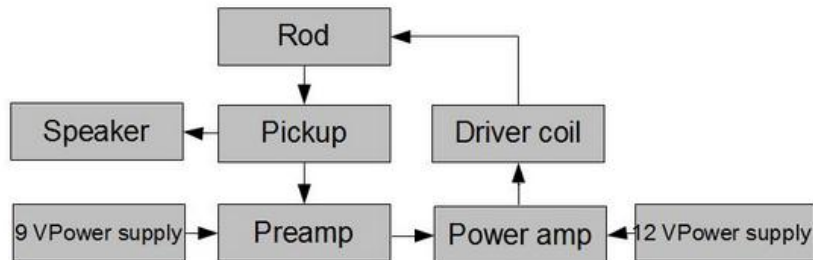 Rod
Speaker
Pickup
Driver coil
9 VPower supply
Preamp
Power amp
12 VPower supply